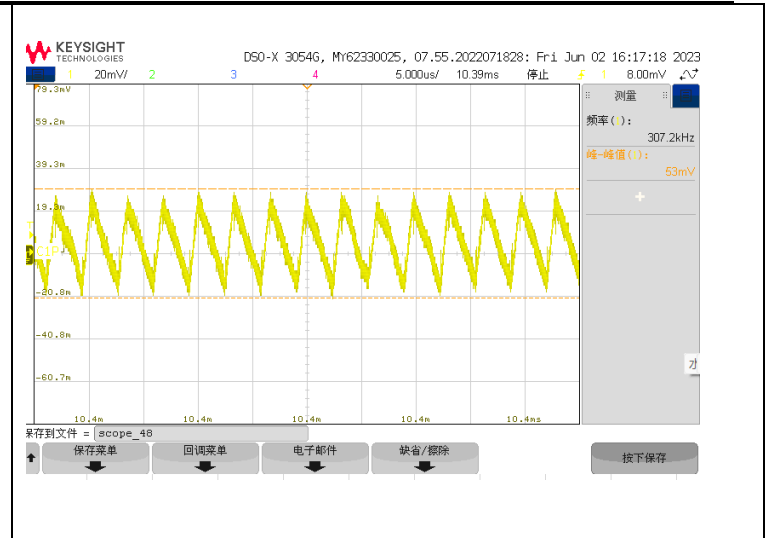 KEYSIGHT
TECHNOLOGIES
DSO-X 3054G, MY62330025, 07.55.2022071828: Fri Jun 02 16:17:18 2023
1 20mV/ 2 3 4 5.000us/ 10.39ms 停止 1 8.00mV
79.3mV
59.2m
39.3m
19.3m
-20.8m
-40.8m
-60.7m
10.4m 10.4m 10.4m 10.4m 10.4ms
测量
频率(1):
307.2kHz
峰-峰值(1):
53mV
保存到文件 = scope_48
保存菜单 回调菜单 电子邮件 缺省/擦除 按下保存